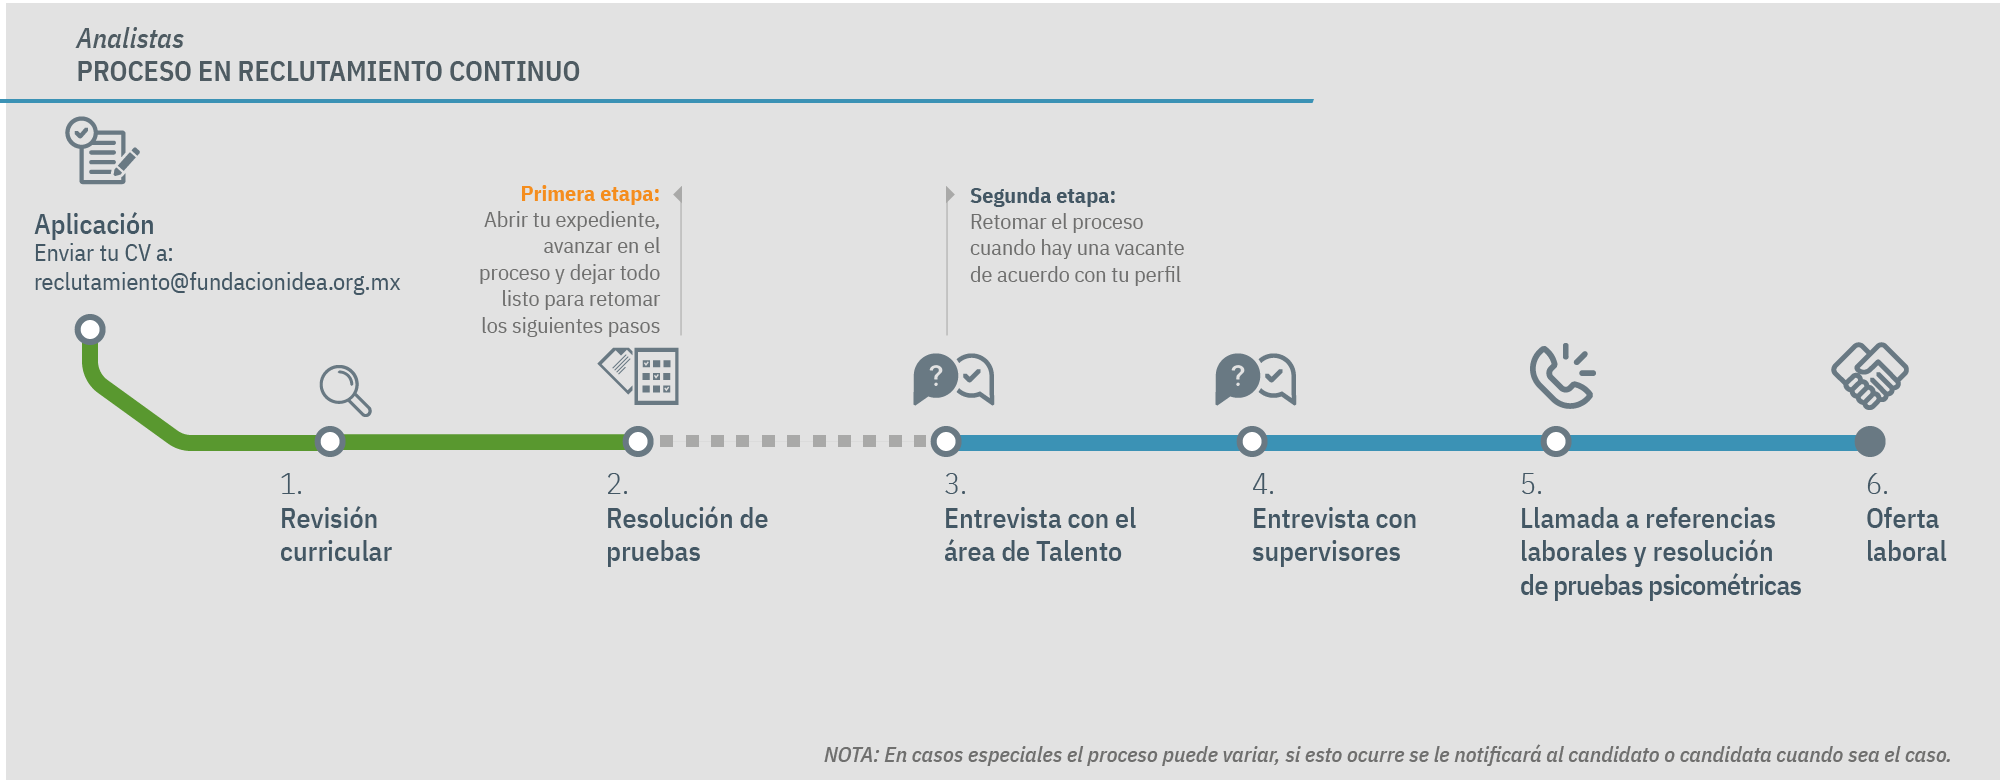 Analistas
PROCESO EN RECLUTAMIENTO CONTINUO
Aplicación
Enviar tu CV a:
reclutamiento@fundacionidea.org.mx
Primera etapa:
Abrir tu expediente,
avanzar en el
proceso y dejar todo
listo para retomar
los siguientes pasos
Segunda etapa:
Retomar el proceso
cuando hay una vacante
de acuerdo con tu perfil
?
?
1.
Revisión
curricular
2.
Resolución de
pruebas
3.
Entrevista con el
área de Talento
4.
Entrevista con
supervisores
5.
Llamada a referencias
laborales y resolución
de pruebas psicométricas
6.
Oferta
laboral
NOTA: En casos especiales el proceso puede variar, si esto ocurre se le notificará al candidato o candidata cuando sea el caso.